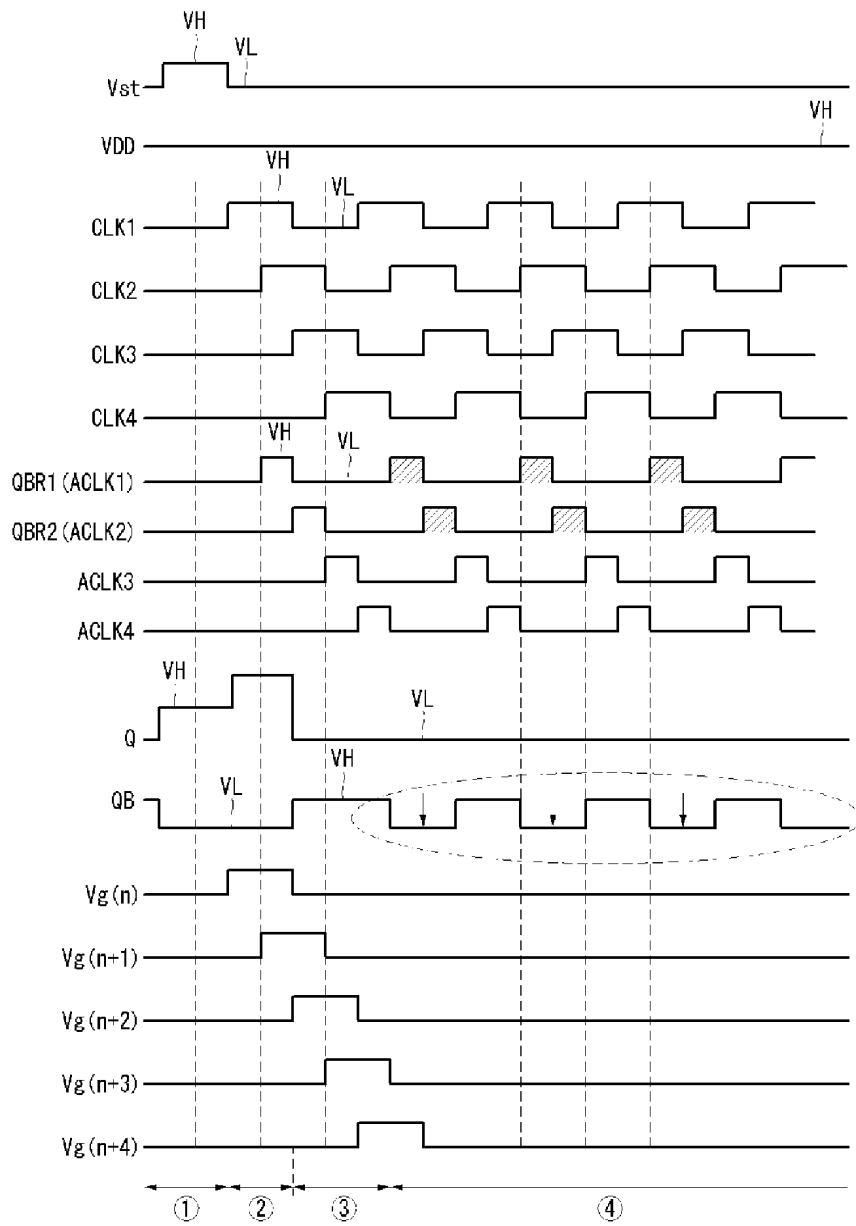 VH
VL
Vst
VH
VDD
VH
VL
CLK1
CLK2
CLK3
CLK4
VH
VL
QBR1(ACLK1)
QBR2(ACLK2)
ACLK3
ACLK4
VH
VL
Q
VH
QB
VL
Vg(n)
Vg(n+1)
Vg(n+2)
Vg(n+3)
Vg(n+4)
① ② ③ ④